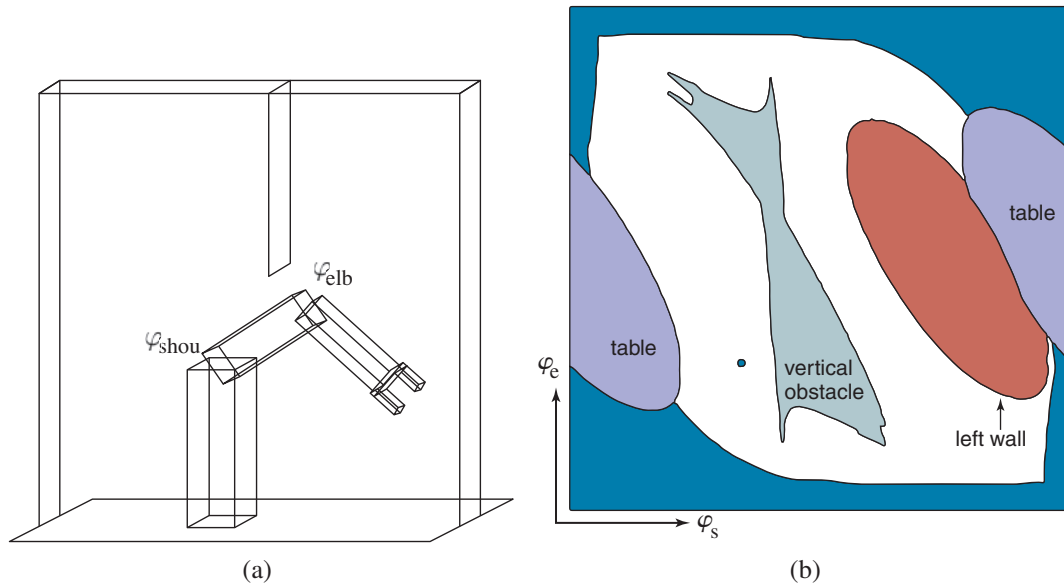 φelb
φshou
(a)
table
table
vertical
obstacle
left wall
φe
φs
(b)